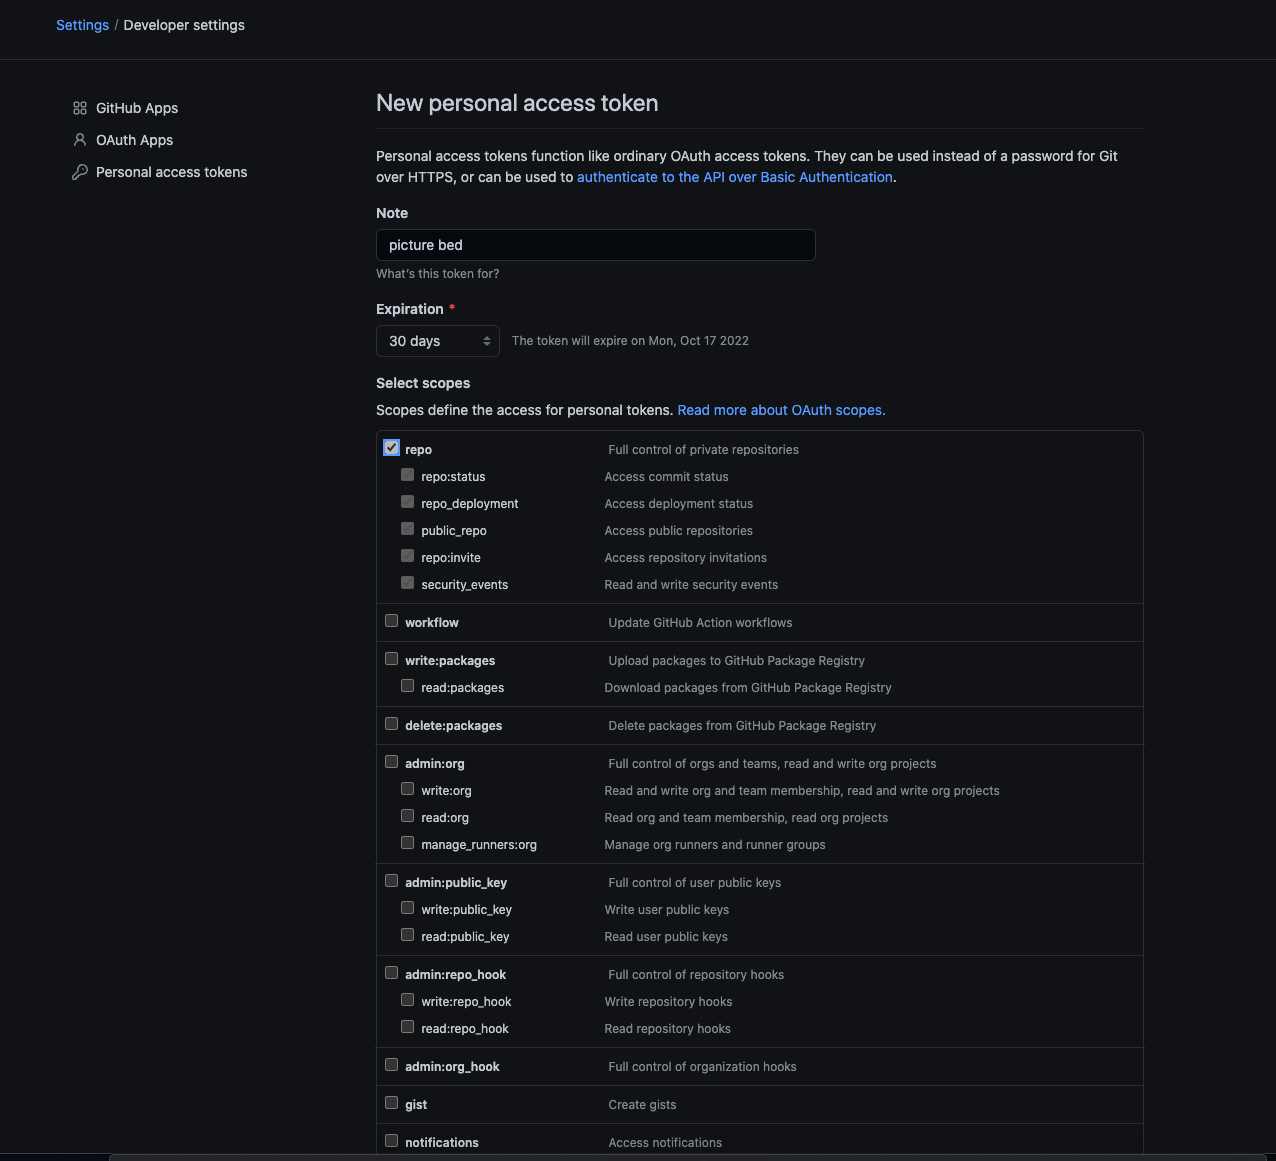 Settings / Developer settings
GitHub Apps
OAuth Apps
Personal access tokens
New personal access token
Personal access tokens function like ordinary OAuth access tokens. They can be used instead of a password for Git
over HTTPS, or can be used to authenticate to the API over Basic Authentication.
Note
picture bed
What's this token for?
Expiration *
30 days The token will expire on Mon, Oct 17 2022
Select scopes
Scopes define the access for personal tokens. Read more about OAuth scopes.
repo Full control of private repositories
repo:status Access commit status
repo_deployment Access deployment status
public_repo Access public repositories
repo:invite Access repository invitations
security_events Read and write security events
workflow Update GitHub Action workflows
write:packages Upload packages to GitHub Package Registry
read:packages Download packages from GitHub Package Registry
delete:packages Delete packages from GitHub Package Registry
admin:org Full control of orgs and teams, read and write org projects
write:org Read and write org and team membership, read and write org projects
read:org Read org and team membership, read org projects
manage_runners:org Manage org runners and runner groups
admin:public_key Full control of user public keys
write:public_key Write user public keys
read:public_key Read user public keys
admin:repo_hook Full control of repository hooks
write:repo_hook Write repository hooks
read:repo_hook Read repository hooks
admin:org_hook Full control of organization hooks
gist Create gists
notifications Access notifications